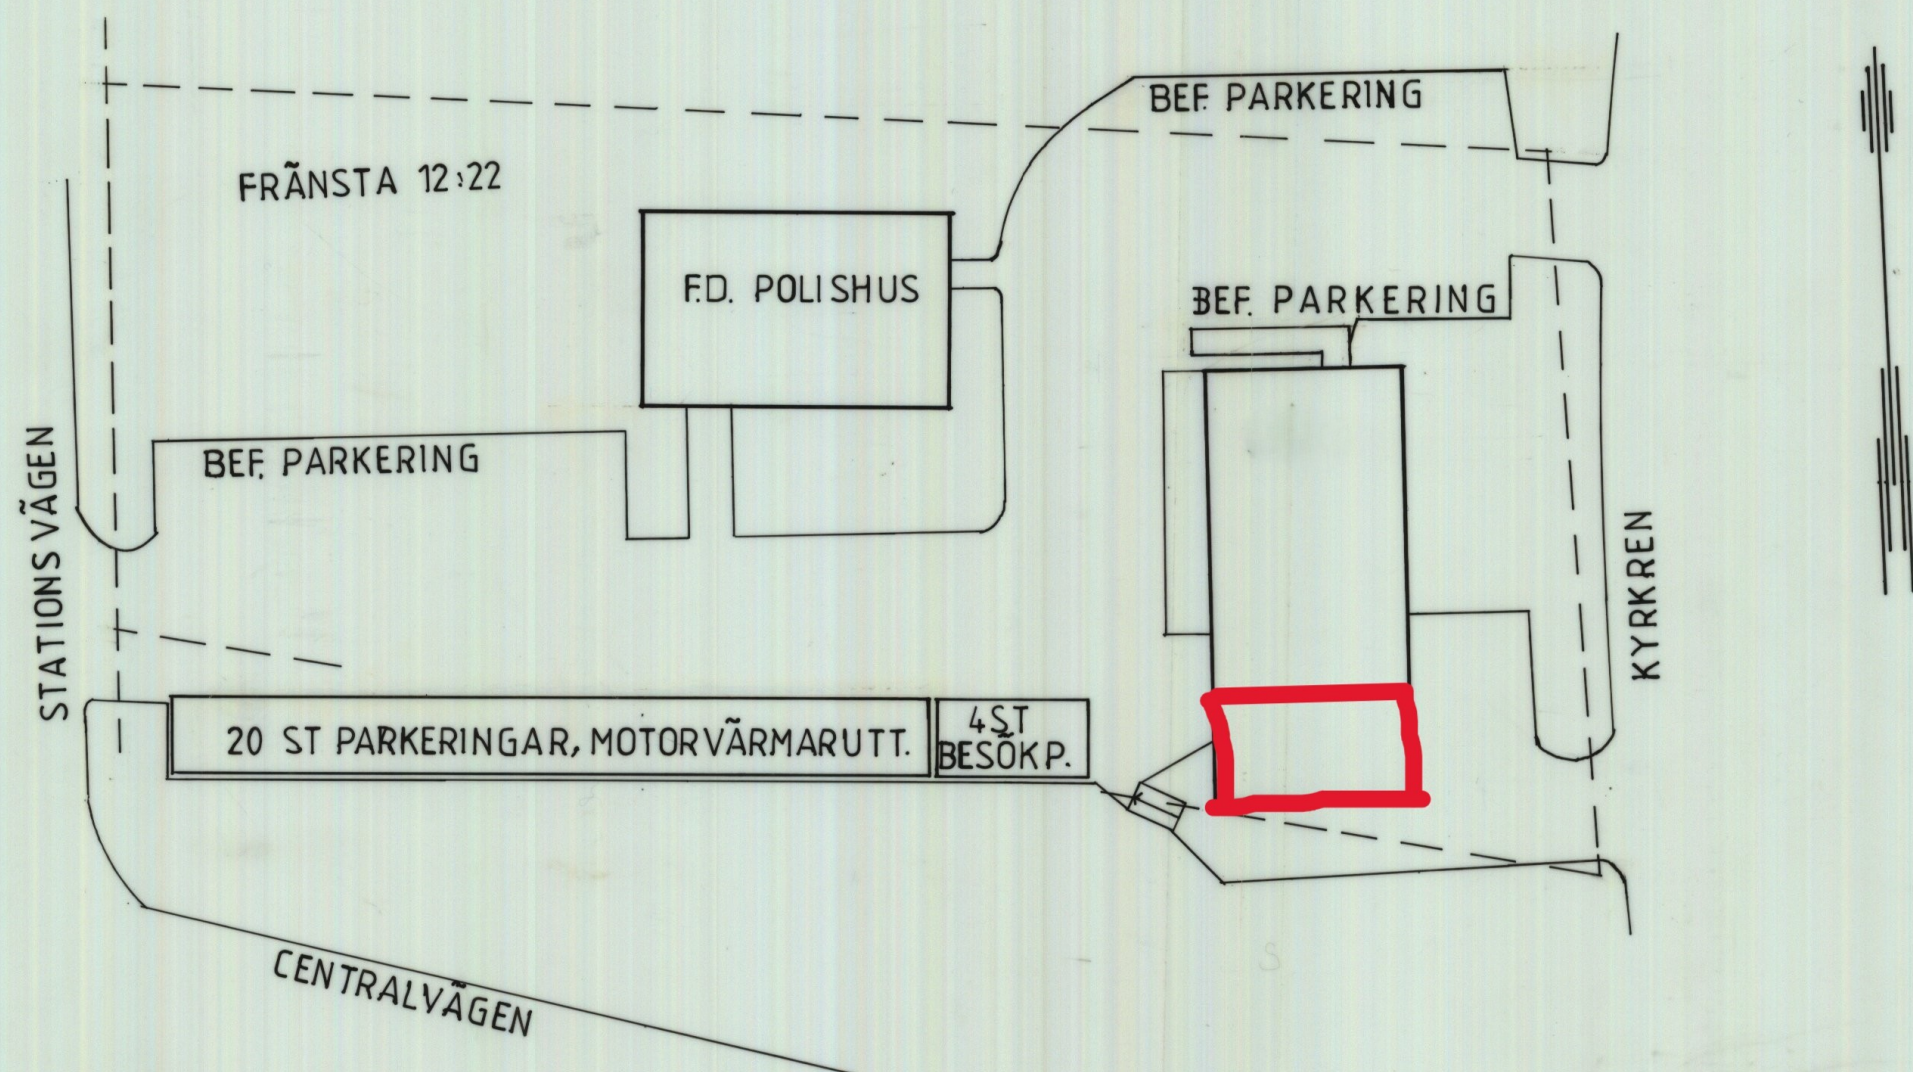 BEF. PARKERING
FRÄNSTA 12:22
F.D. POLISHUS
BEF. PARKERING
BEF. PARKERING
STATIONSVÄGEN
KYRKREN
20 ST PARKERINGAR, MOTORVÄRMARUTT.
4 ST
BESÖKP.
CENTRALVÄGEN